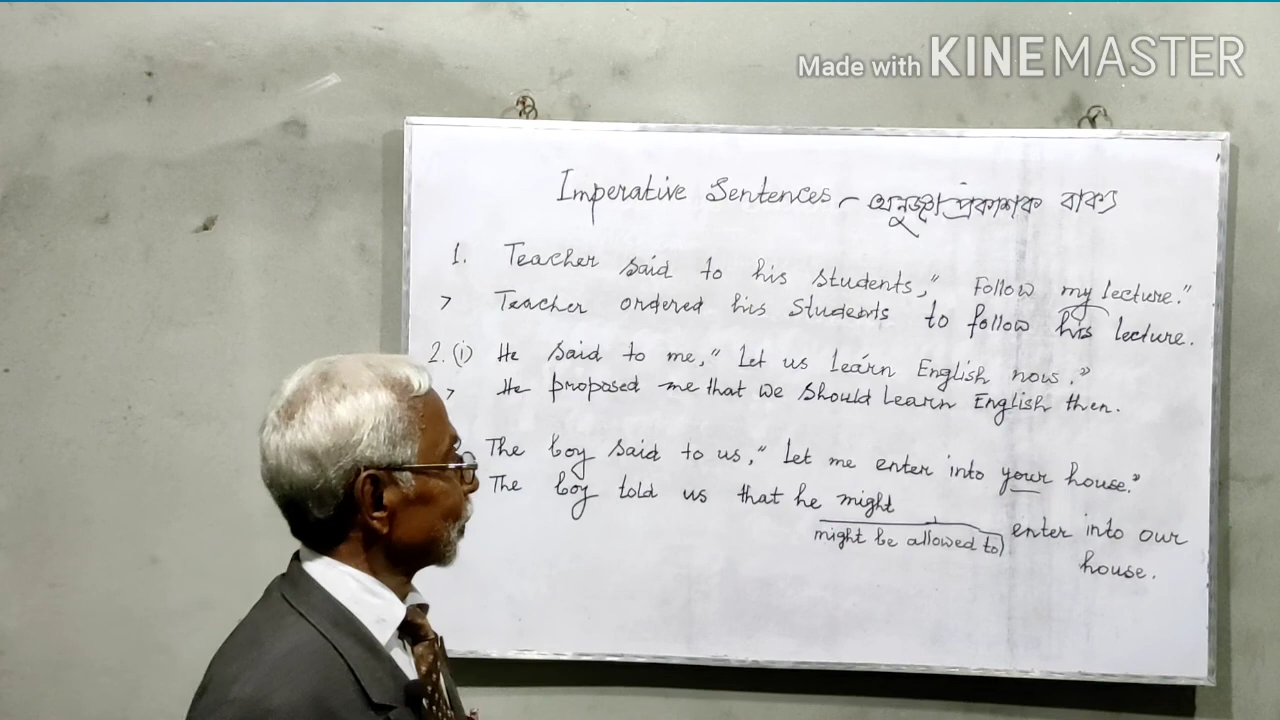 Made with KINEMASTER
Imperative Sentences - অনুজ্ঞা প্রকাশক বাক্য
1. Teacher said to his students," Follow my lecture."
> Teacher ordered his Students to follow his lecture.
2. (i) He said to me," Let us learn English now."
> He proposed me that we should Learn English then.
The boy said to us," Let me enter into your house."
The boy told us that he might
might be allowed to) enter into our
house.